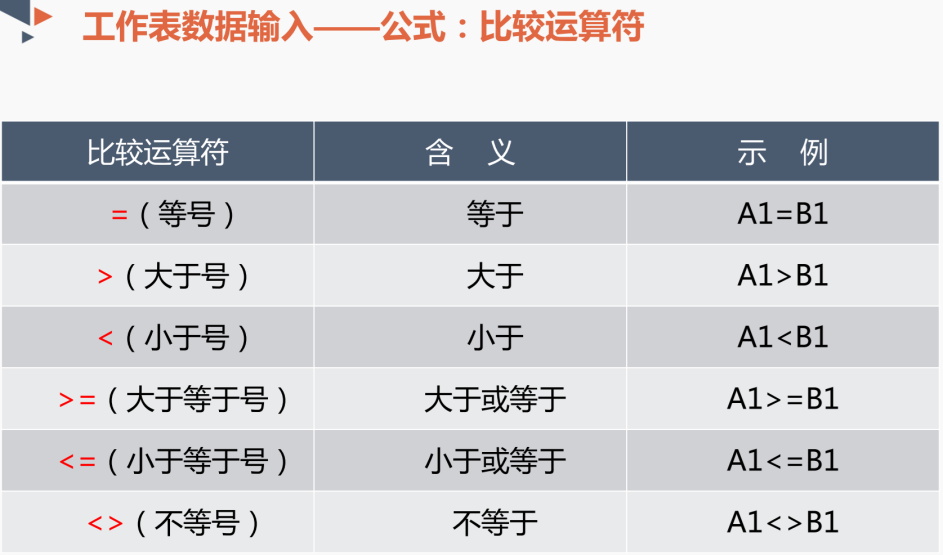 工作表数据输入——公式：比较运算符
比较运算符 含 义 示 例
=（等号） 等于 A1=B1
>（大于号） 大于 A1>B1
<（小于号） 小于 A1<B1
>=（大于等于号） 大于或等于 A1>=B1
<=（小于等于号） 小于或等于 A1<=B1
<>（不等号） 不等于 A1<>B1